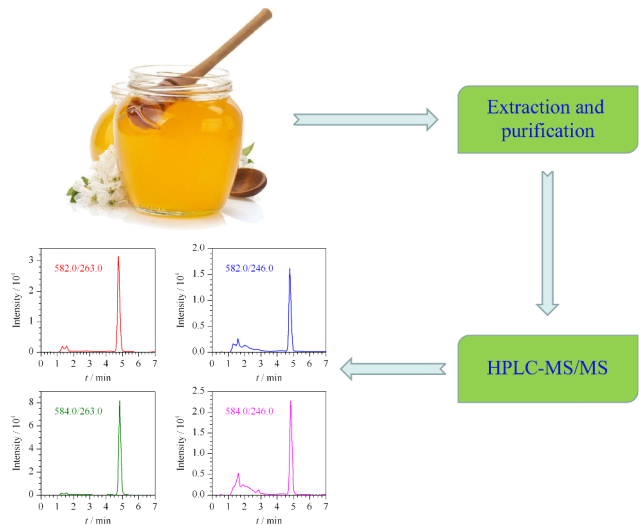 Extraction and
purification
HPLC-MS/MS
582.0/263.0
Intensity / 10⁴
3
2
1
0
0 1 2 3 4 5 6 7
t / min
582.0/246.0
Intensity / 10⁴
2.0
1.5
1.0
0.5
0.0
0 1 2 3 4 5 6 7
t / min
584.0/263.0
Intensity / 10⁴
8
6
4
2
0
0 1 2 3 4 5 6 7
t / min
584.0/246.0
Intensity / 10⁴
2.5
2.0
1.5
1.0
0.5
0.0
0 1 2 3 4 5 6 7
t / min